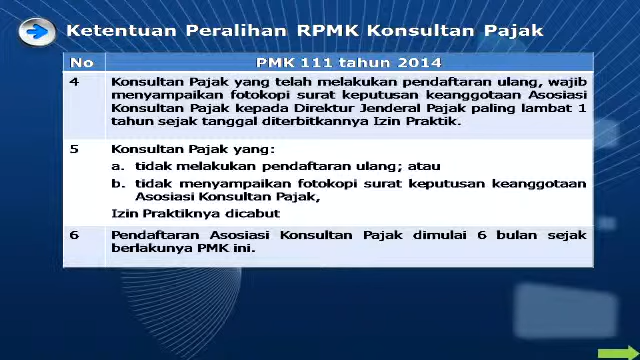 Ketentuan Peralihan RPMK Konsultan Pajak
No PMK 111 tahun 2014
4 Konsultan Pajak yang telah melakukan pendaftaran ulang, wajib
menyampaikan fotokopi surat keputusan keanggotaan Asosiasi
Konsultan Pajak kepada Direktur Jenderal Pajak paling lambat 1
tahun sejak tanggal diterbitkannya Izin Praktik.
5 Konsultan Pajak yang:
a. tidak melakukan pendaftaran ulang; atau
b. tidak menyampaikan fotokopi surat keputusan keanggotaan
Asosiasi Konsultan Pajak,
Izin Praktiknya dicabut
6 Pendaftaran Asosiasi Konsultan Pajak dimulai 6 bulan sejak
berlakunya PMK ini.